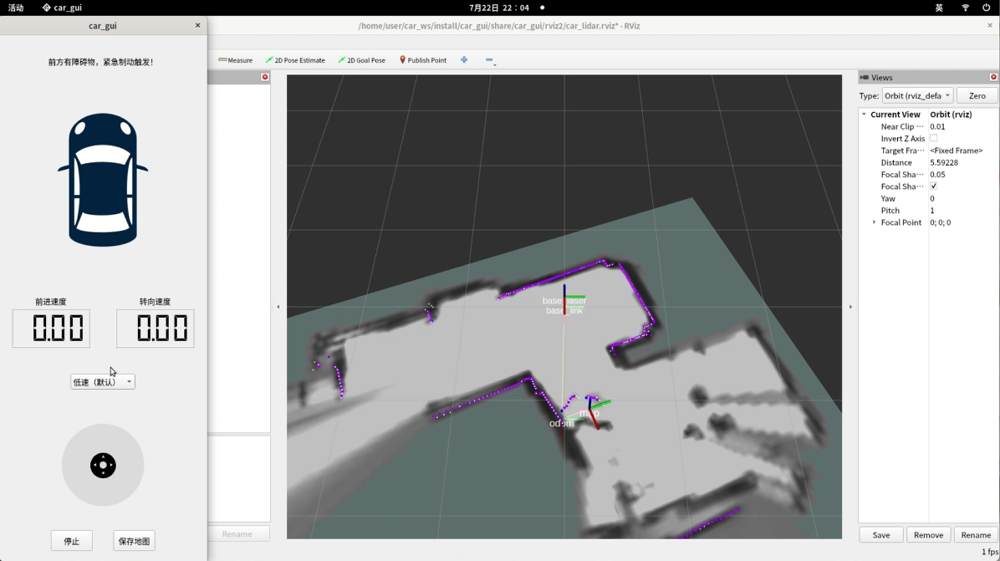 活动 car_gui 7月22日 22：04 英
car_gui ×
/home/user/car_ws/install/car_gui/share/car_gui/rviz2/car_lidar.rviz* - RViz
前方有障碍物，紧急制动触发！
Measure 2D Pose Estimate 2D Goal Pose Publish Point
Views
Type: Orbit (rviz_defa Zero
Current View Orbit (rviz)
Near Clip ··· 0.01
Invert Z Axis
Target Fra··· <Fixed Frame>
Distance 5.59228
Focal Sha··· 0.05
Focal Sha··· ✓
Yaw 0
Pitch 1
Focal Point 0; 0; 0
前进速度 转向速度
0.00 0.00
低速（默认）
停止 保存地图
base_laser
base_link
map
odom
Rename
Save Remove Rename
1 fps